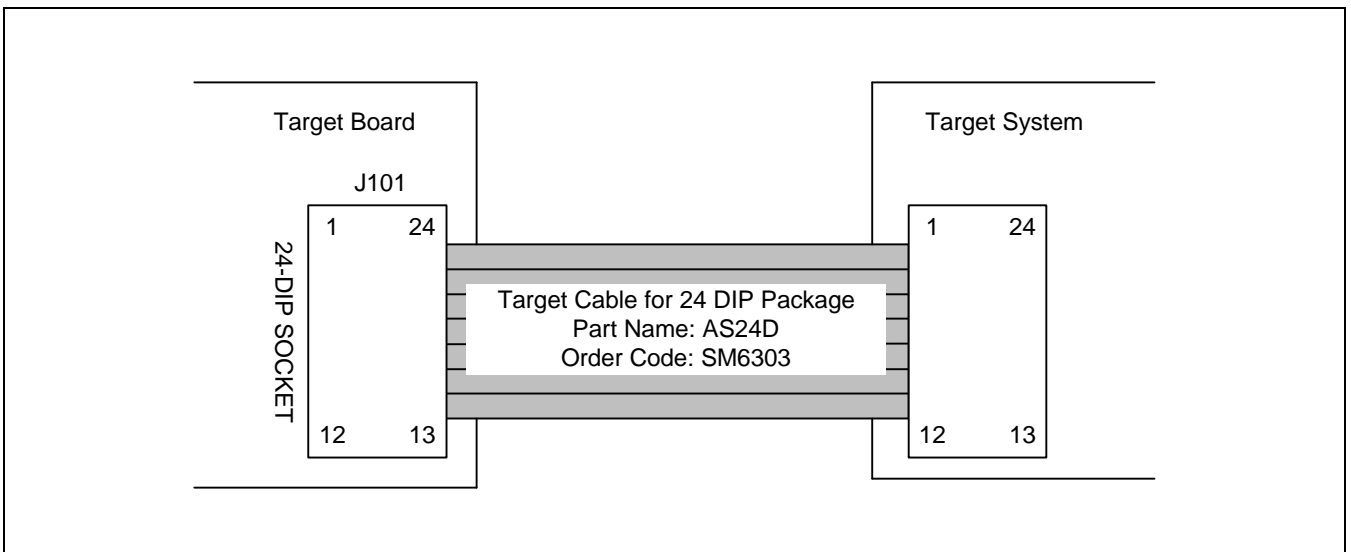 Target Board
Target System
J101
1 24
1 24
24-DIP SOCKET
Target Cable for 24 DIP Package
Part Name: AS24D
Order Code: SM6303
12 13
12 13